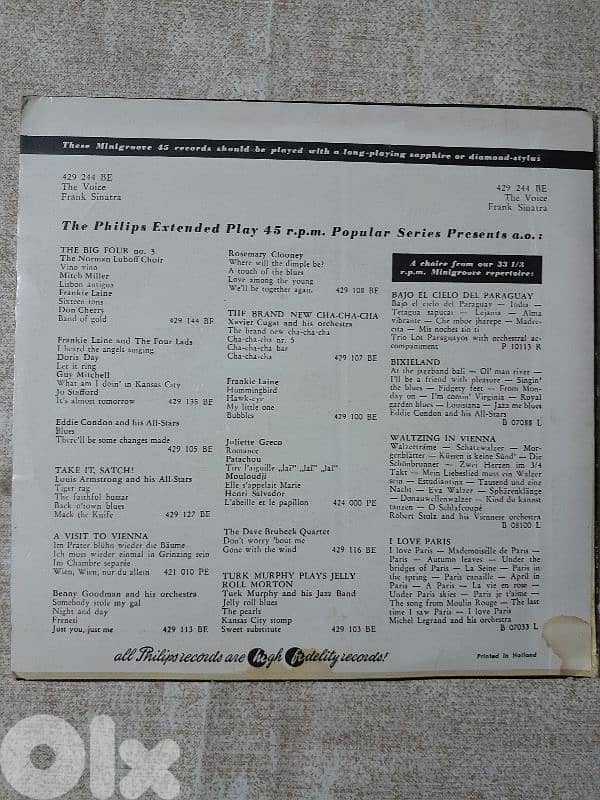 These Minigroove 45 records should be played with a long-playing sapphire or diamond-stylus
429 244 BE
The Voice
Frank Sinatra
429 244 BE
The Voice
Frank Sinatra
The Philips Extended Play 45 r.p.m. Popular Series Presents a.o.:
THE BIG FOUR no. 3
The Norman Luboff Choir
Vino vino
Mitch Miller
Lisbon antigua
Frankie Laine
Sixteen tons
Don Cherry
Band of gold 429 144 BE
Frankie Laine and The Four Lads
I heard the angels singing
Doris Day
Let it ring
Guy Mitchell
What am I doin' in Kansas City
Jo Stafford
It's almost tomorrow 429 135 BE
Eddie Condon and his All-Stars
Blues
There'll be some changes made
429 105 BE
TAKE IT, SATCH!
Louis Armstrong and his All-Stars
Tiger rag
The faithful hussar
Back o'town blues
Mack the Knife 429 127 BE
A VISIT TO VIENNA
Im Prater blühn wieder die Bäume
Ich muss wieder einmal in Grinzing sein
Im Chambre separée
Wien, Wien, nur du allein 421 010 PE
Benny Goodman and his orchestra
Somebody stole my gal
Night and day
Frenesi
Just you, just me 429 113 BE
Rosemary Clooney
Where will the dimple be?
A touch of the blues
Love among the young
We'll be together again. 429 108 BE
THE BRAND NEW CHA-CHA-CHA
Xavier Cugat and his orchestra
The brand new cha-cha-cha
Cha-cha-cha nr. 5
Cha-cha-cha bar
Cha-cha-cha 429 107 BE
Frankie Laine
Hummingbird
Hawk-eye
My little one
Bubbles 429 100 BE
Juliette Greco
Romance
Patachou
Tire l'aiguille „laï” „laï” „laï”
Mouloudji
Elle s'appelait Marie
Henri Salvador
L'abeille et le papillon 424 000 PE
The Dave Brubeck Quartet
Don't worry 'bout me
Gone with the wind 429 116 BE
TURK MURPHY PLAYS JELLY
ROLL MORTON
Turk Murphy and his Jazz Band
Jelly roll blues
The pearls
Kansas City stomp
Sweet substitute 429 103 BE
A choice from our 33 1/3
r.p.m. Minigroove repertoire:
BAJO EL CIELO DEL PARAGUAY
Bajo el cielo del Paraguay — India —
Tetagua sapucai — Lejania — Alma
vibrante — Che mboe jharepe — Madre-
cita — Mis noches sin ti
Trio Los Paraguayos with orchestral ac-
companiment P 10113 R
BIXIELAND
At the jazzband ball — Ol' man river —
I'll be a friend with pleasure — Singin'
the blues — Fidgety feet — From Mon-
day on — I'm comin' Virginia — Royal
garden blues — Louisiana — Jazz me blues
Eddie Condon and his All-Stars
B 07088 L
WALTZING IN VIENNA
Walzerträume — Schatzwalzer — Mor-
genblätter — Küssen is keine Sünd' — Die
Schönbrunner — Zwei Herzen im 3/4
Takt — Mein Liebeslied muss ein Walzer
sein — Estudiantina — Tausend und eine
Nacht — Eva Walzer — Sphärenklänge
— Donauwellenwalzer — Kind du kannst
tanzen — O Schlafcoupé
Robert Stolz and his Viennese orchestra
B 08100 L
I LOVE PARIS
I love Paris — Mademoiselle de Paris —
Paris — Autumn leaves — Under the
bridges of Paris — La Seine — Paris in
the spring — Paris canaille — April in
Paris — A Paris — La vie en rose —
Under Paris skies — Paris je t'aime —
The song from Moulin Rouge — The last
time I saw Paris — I love Paris
Michel Legrand and his orchestra
B 07033 L
all Philips records are high fidelity records!
Printed in Holland
Olx